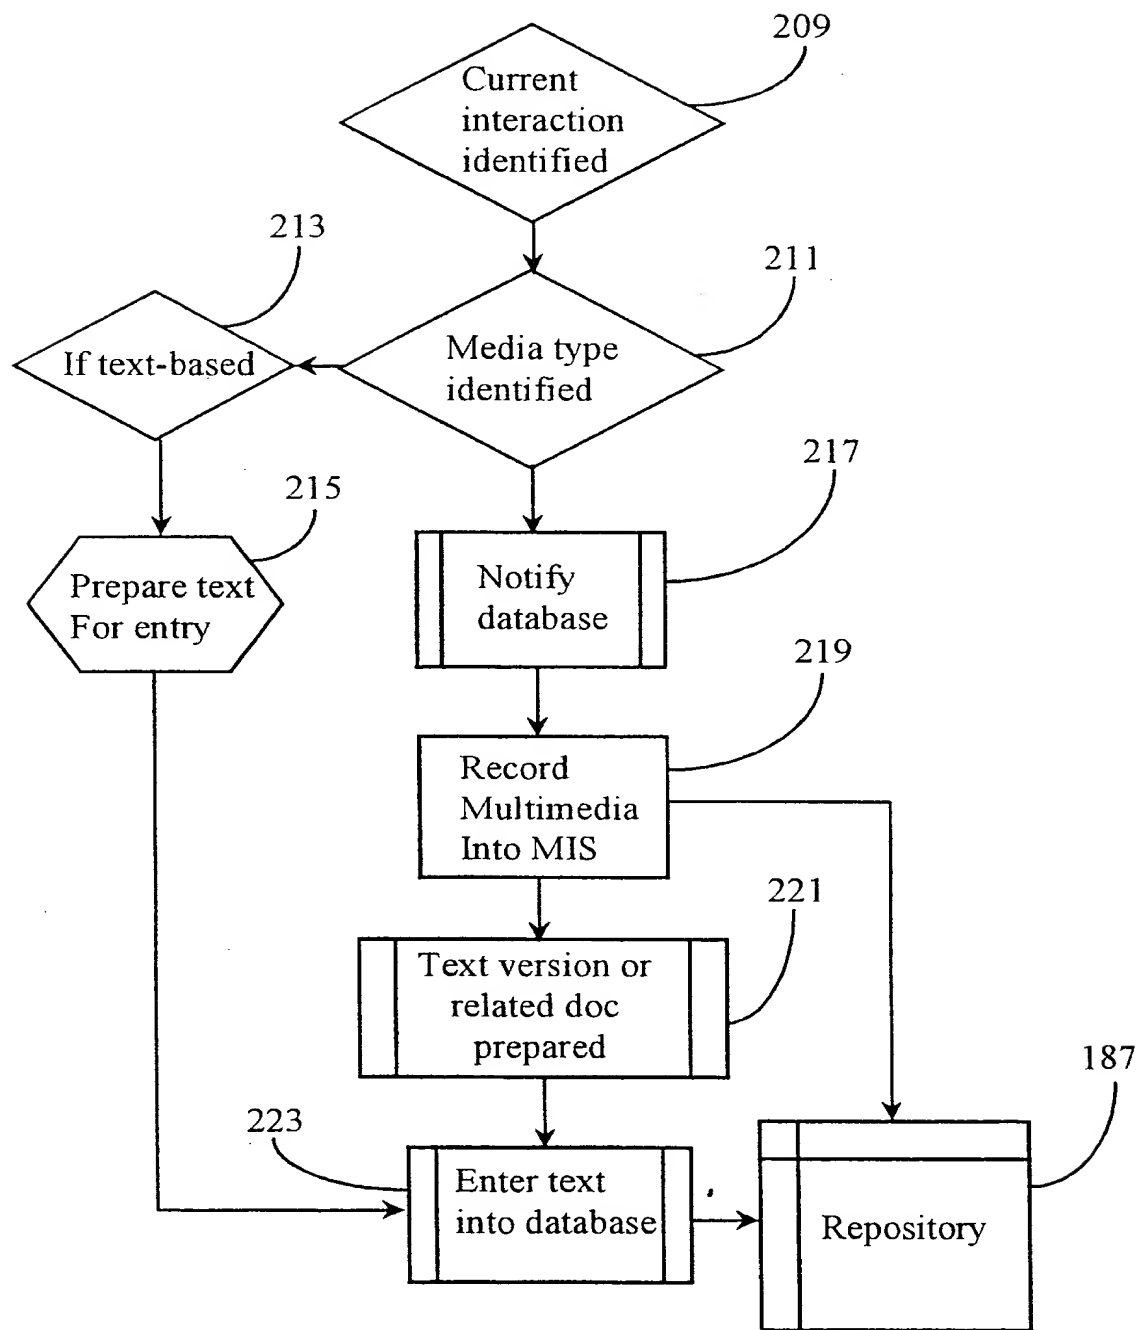 209
Current
interaction
identified
213
211
If text-based
Media type
identified
217
215
Prepare text
For entry
Notify
database
219
Record
Multimedia
Into MIS
221
Text version or
related doc
prepared
187
223
Enter text
into database
Repository